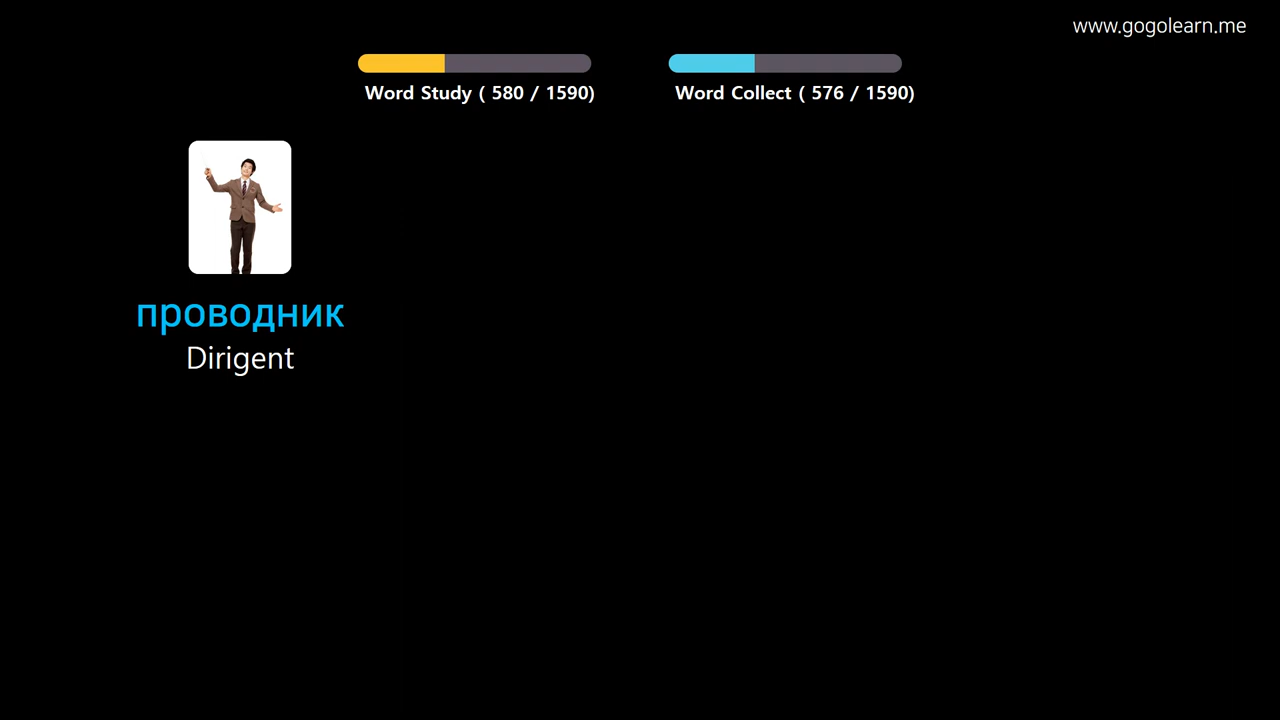 www.gogolearn.me
Word Study ( 580 / 1590)
Word Collect ( 576 / 1590)
проводник
Dirigent